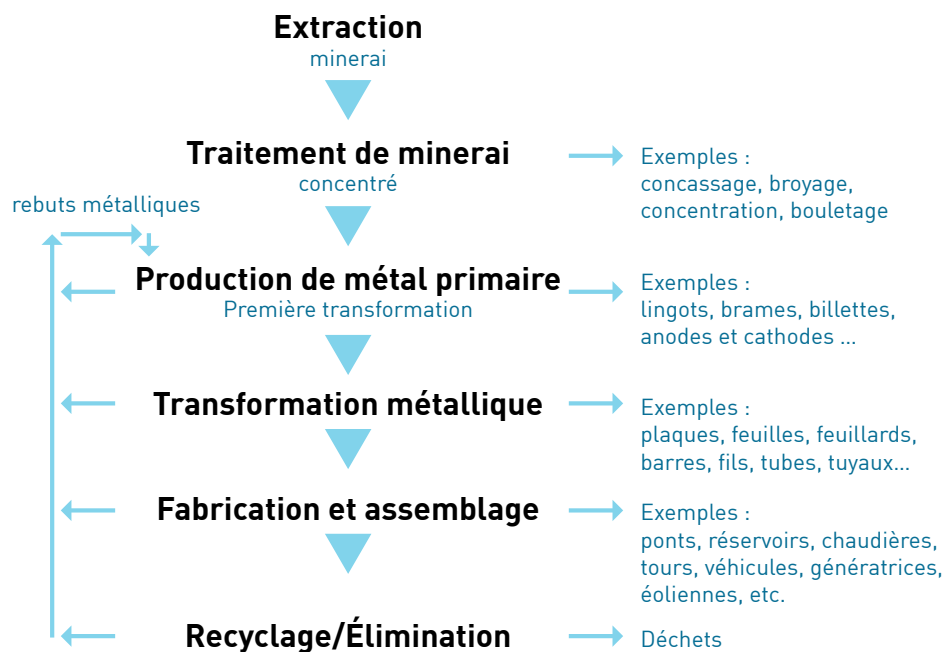 Extraction
minerai
Traitement de minerai
concentré
Exemples :
concassage, broyage,
concentration, bouletage
rebuts métalliques
Production de métal primaire
Première transformation
Exemples :
lingots, brames, billettes,
anodes et cathodes ...
Transformation métallique
Exemples :
plaques, feuilles, feuillards,
barres, fils, tubes, tuyaux...
Fabrication et assemblage
Exemples :
ponts, réservoirs, chaudières,
tours, véhicules, génératrices,
éoliennes, etc.
Recyclage/Élimination
Déchets